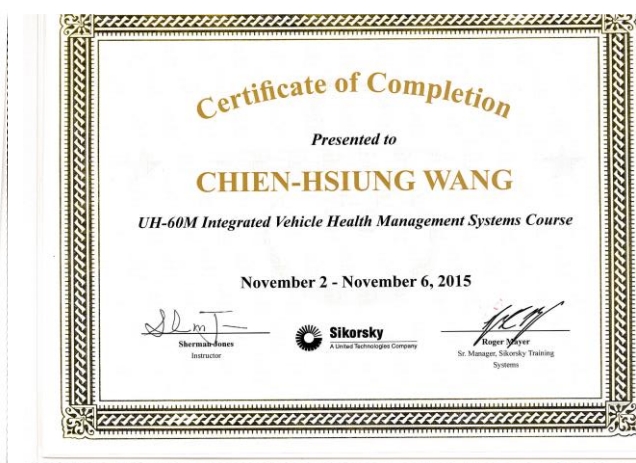 Certificate of Completion
Presented to
CHIEN-HSIUNG WANG
UH-60M Integrated Vehicle Health Management Systems Course
November 2 - November 6, 2015
Sherman Jones
Instructor
Sikorsky
A United Technologies Company
Roger Mayer
Sr. Manager, Sikorsky Training
Systems